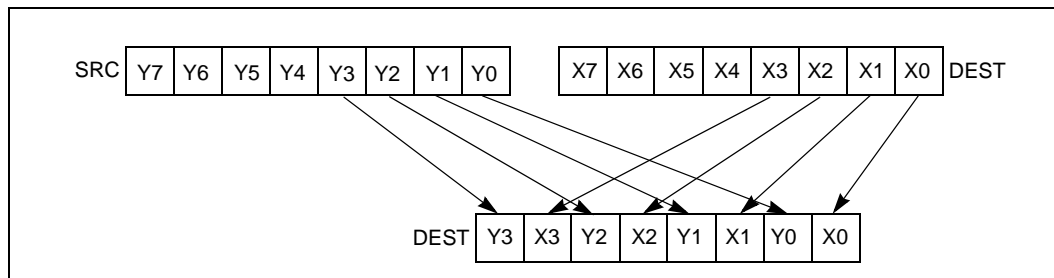 SRC Y7 Y6 Y5 Y4 Y3 Y2 Y1 Y0 X7 X6 X5 X4 X3 X2 X1 X0 DEST
DEST Y3 X3 Y2 X2 Y1 X1 Y0 X0